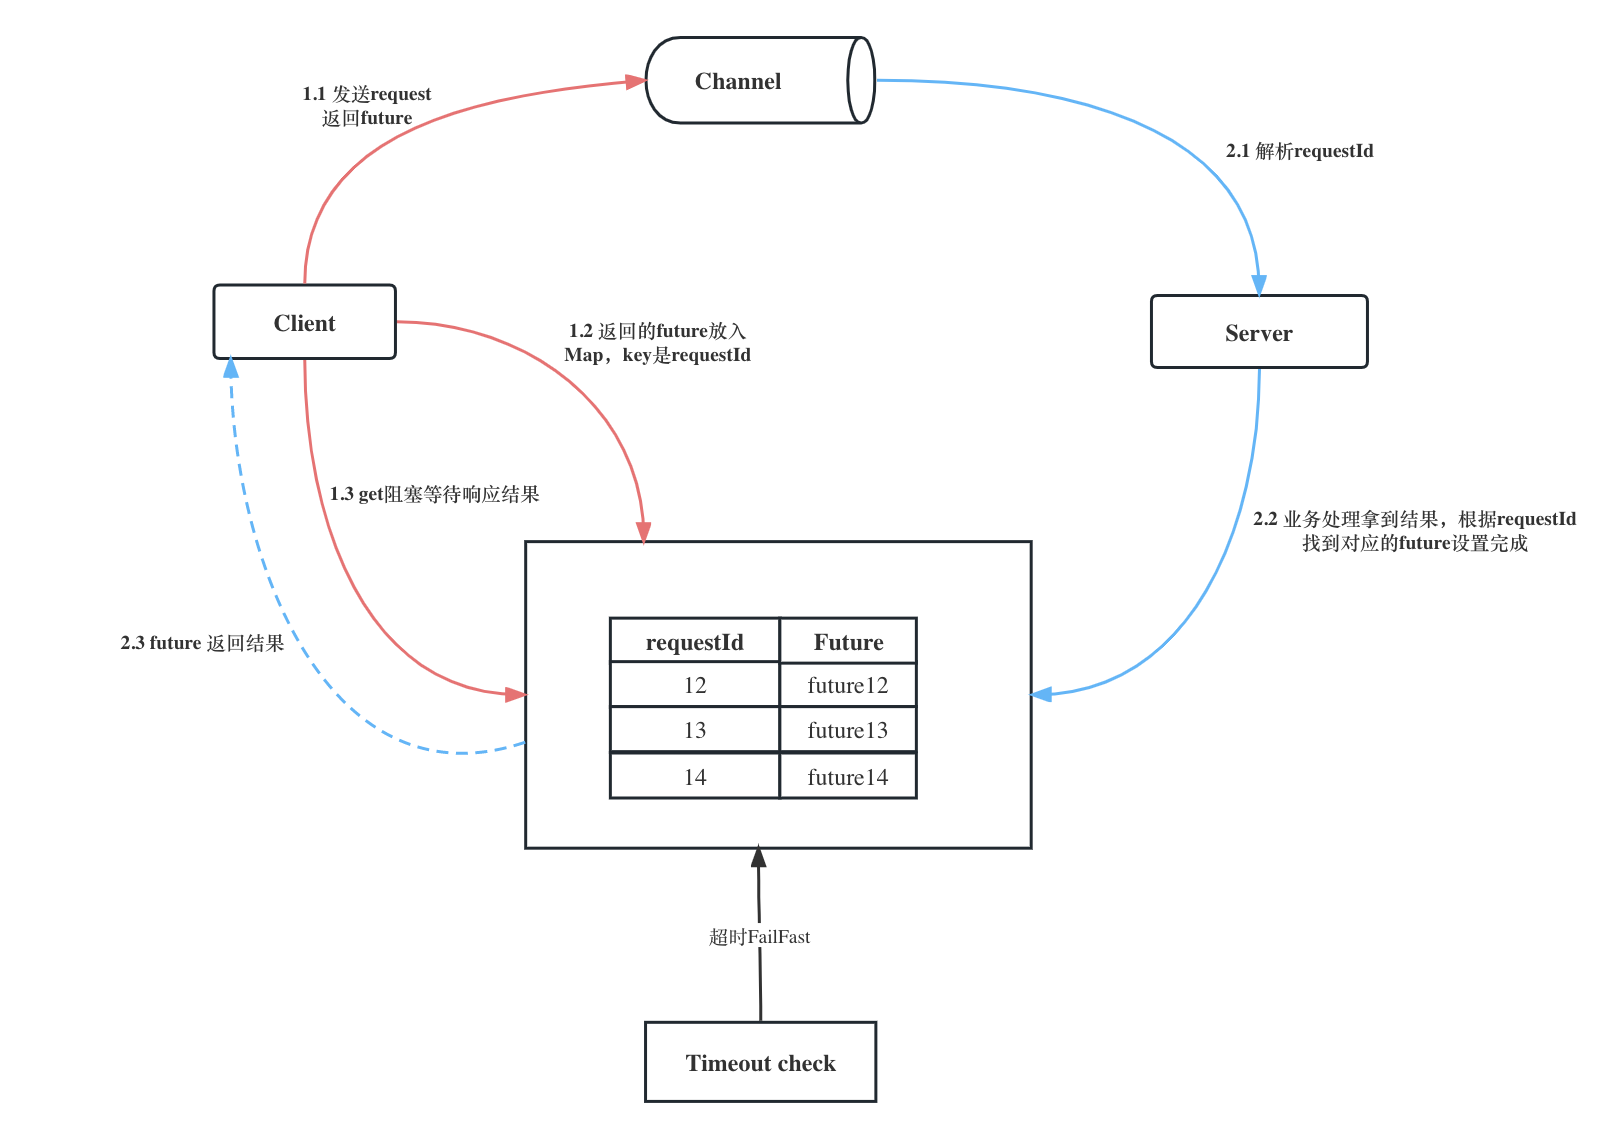 Channel
1.1 发送request
返回future
2.1 解析requestId
Client
Server
1.2 返回的future放入
Map，key是requestId
1.3 get阻塞等待响应结果
2.2 业务处理拿到结果，根据requestId
找到对应的future设置完成
2.3 future 返回结果
requestId Future
12 future12
13 future13
14 future14
超时FailFast
Timeout check